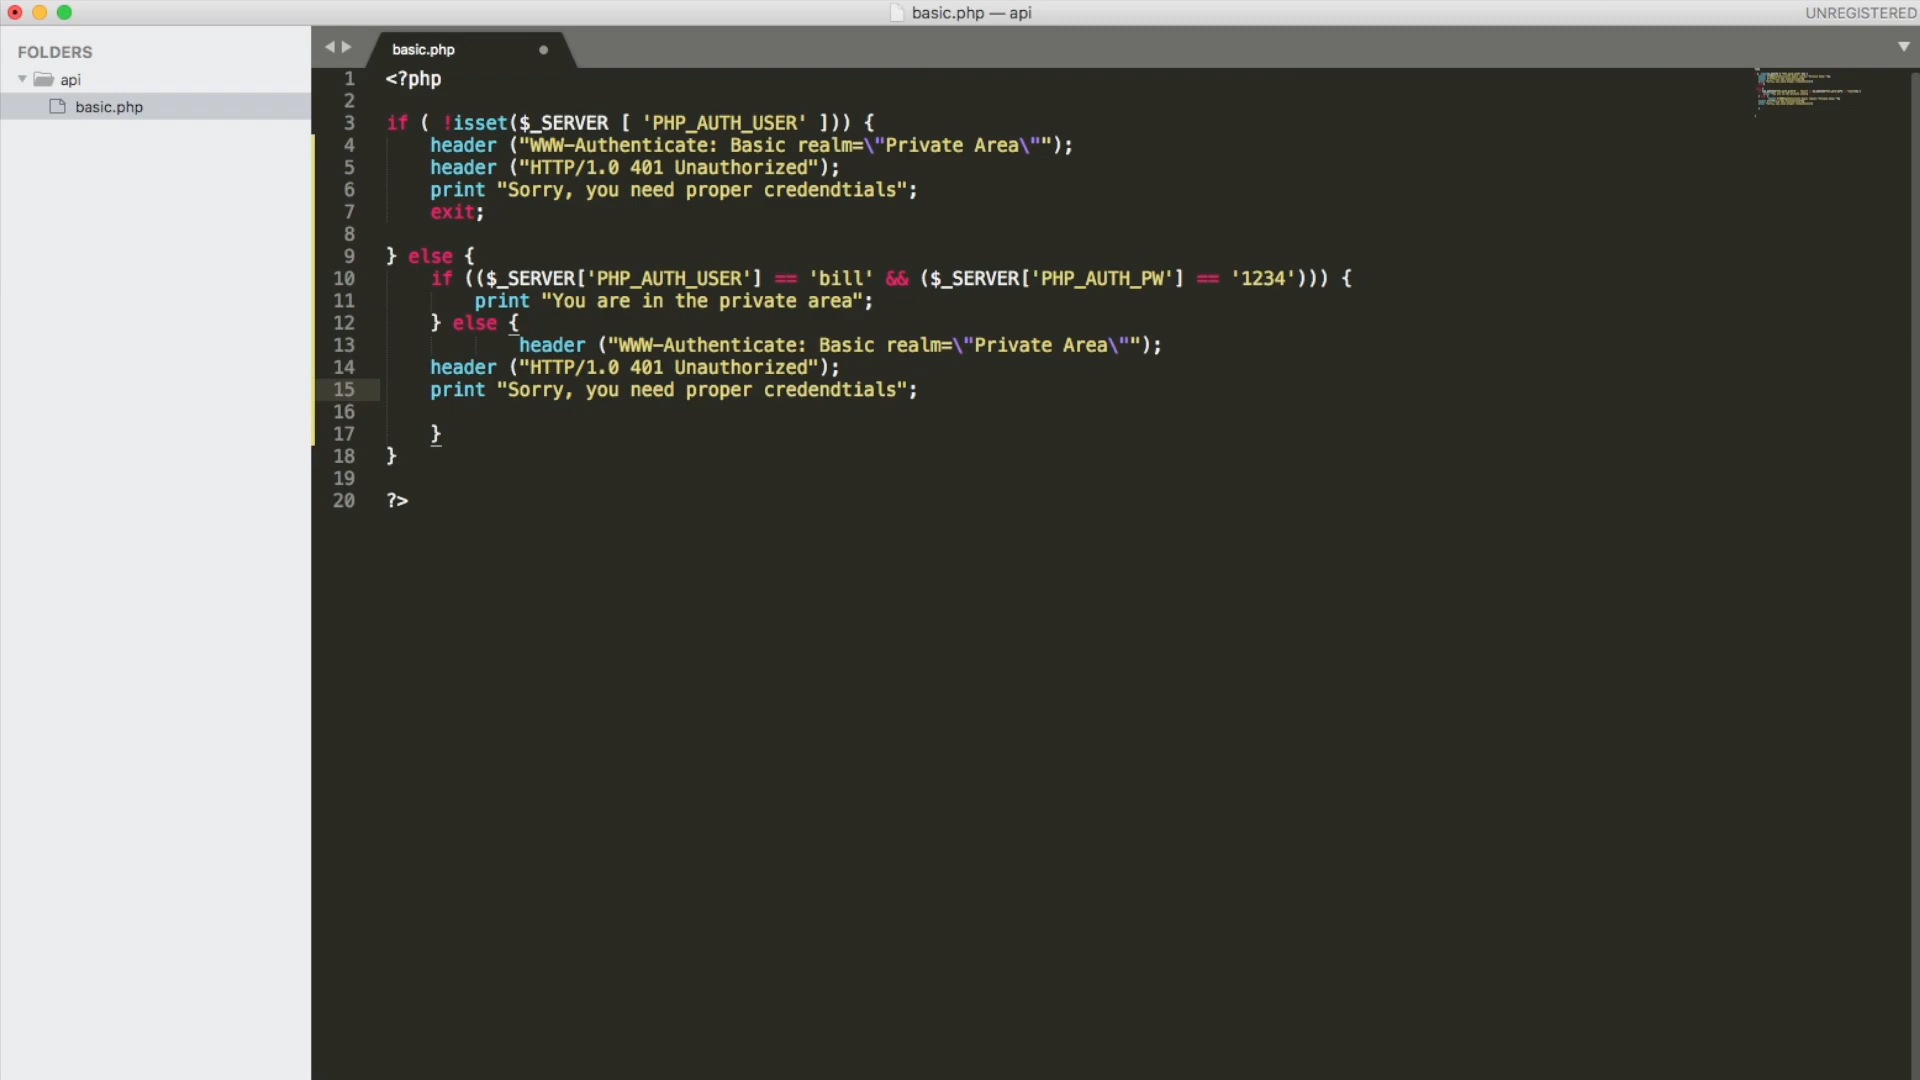 basic.php — api
UNREGISTERED
FOLDERS
api
basic.php
basic.php
1 <?php
2
3 if ( !isset($_SERVER [ 'PHP_AUTH_USER' ])) {
4 header ("WWW-Authenticate: Basic realm=\"Private Area\"");
5 header ("HTTP/1.0 401 Unauthorized");
6 print "Sorry, you need proper credendtials";
7 exit;
8
9 } else {
10 if (($_SERVER['PHP_AUTH_USER'] == 'bill' && ($_SERVER['PHP_AUTH_PW'] == '1234'))) {
11 print "You are in the private area";
12 } else {
13 header ("WWW-Authenticate: Basic realm=\"Private Area\"");
14 header ("HTTP/1.0 401 Unauthorized");
15 print "Sorry, you need proper credendtials";
16
17 }
18 }
19
20 ?>